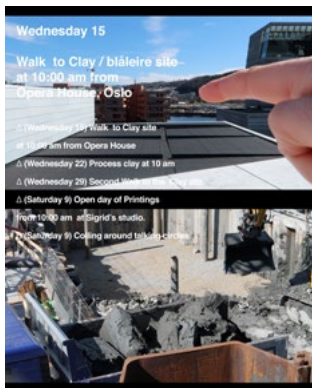 Wednesday 15
Walk to Clay / blåleire site
at 10:00 am from
Opera House, Oslo
∆ (Wednesday 15) Walk to Clay site
at 10:00 am from Opera House
∆ (Wednesday 22) Process clay at 10 am
∆ (Wednesday 29) Second Walk to the Clay site
∆ (Saturday 9) Open day of Printings
from 10:00 am at Sigrid's studio.
∆ (Saturday 9) Coiling around talking circles